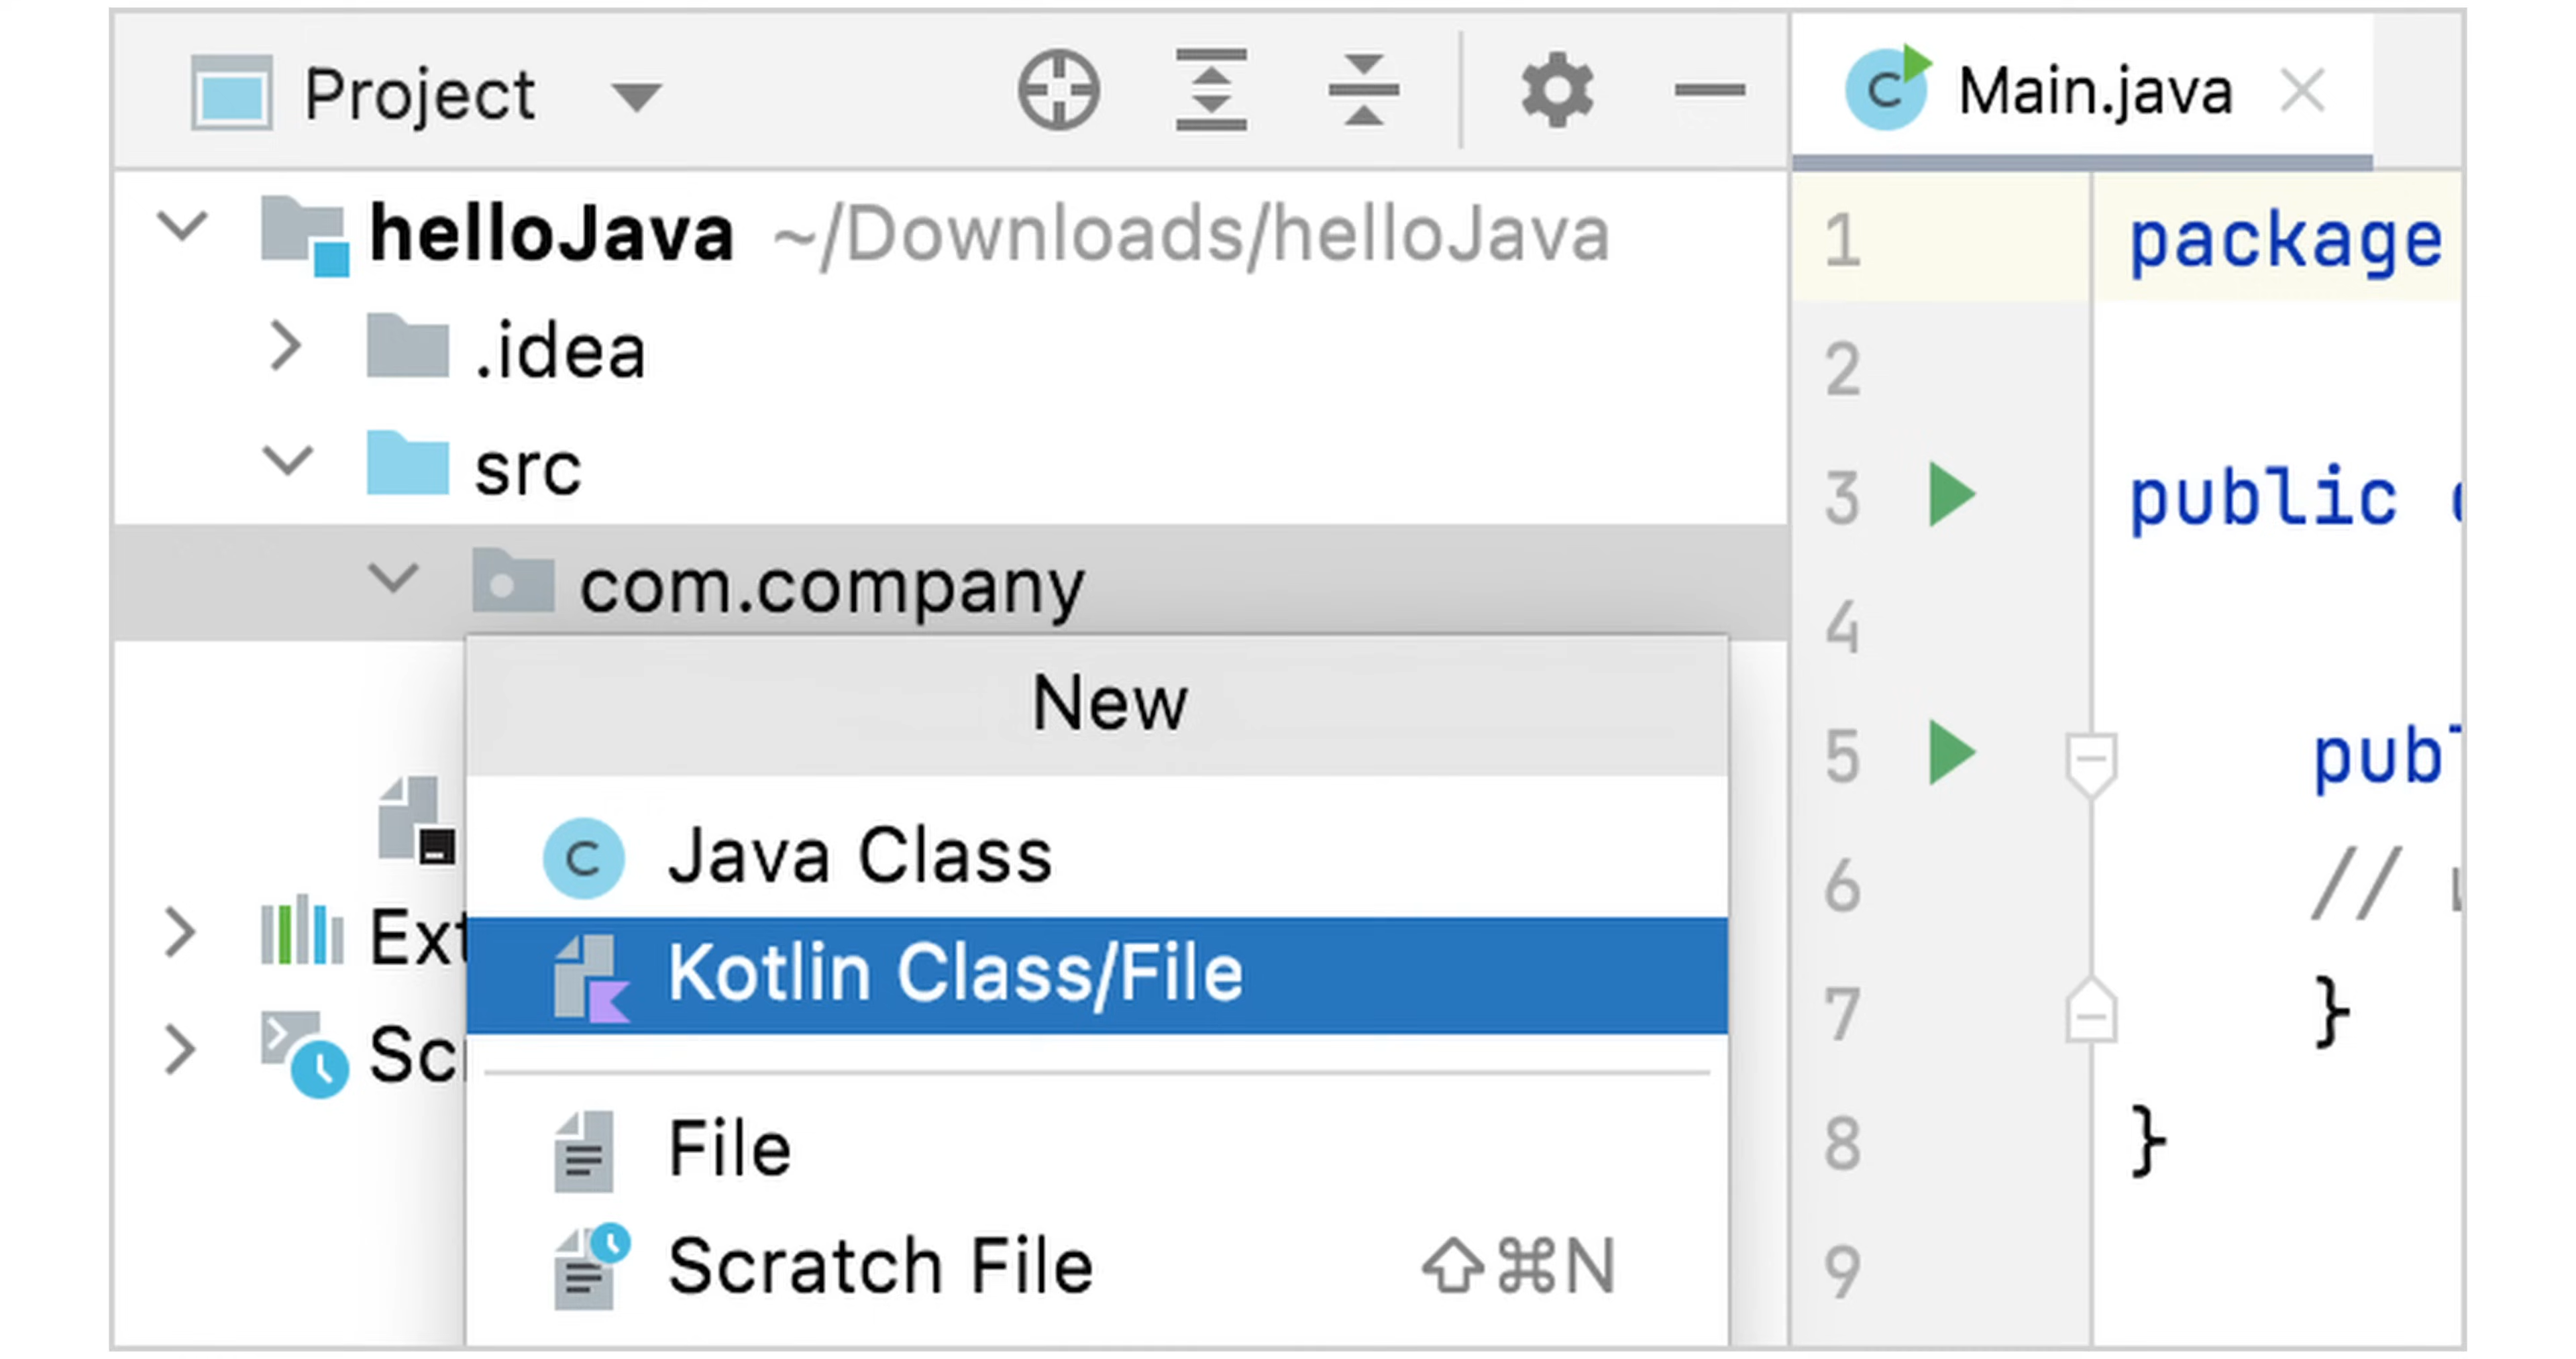 Project
helloJava ~/Downloads/helloJava
.idea
src
com.company
New
C Java Class
Kotlin Class/File
File
Scratch File ⇧⌘N
C Main.java
1 package
2
3 public
4
5
6 //
7 }
8 }
9